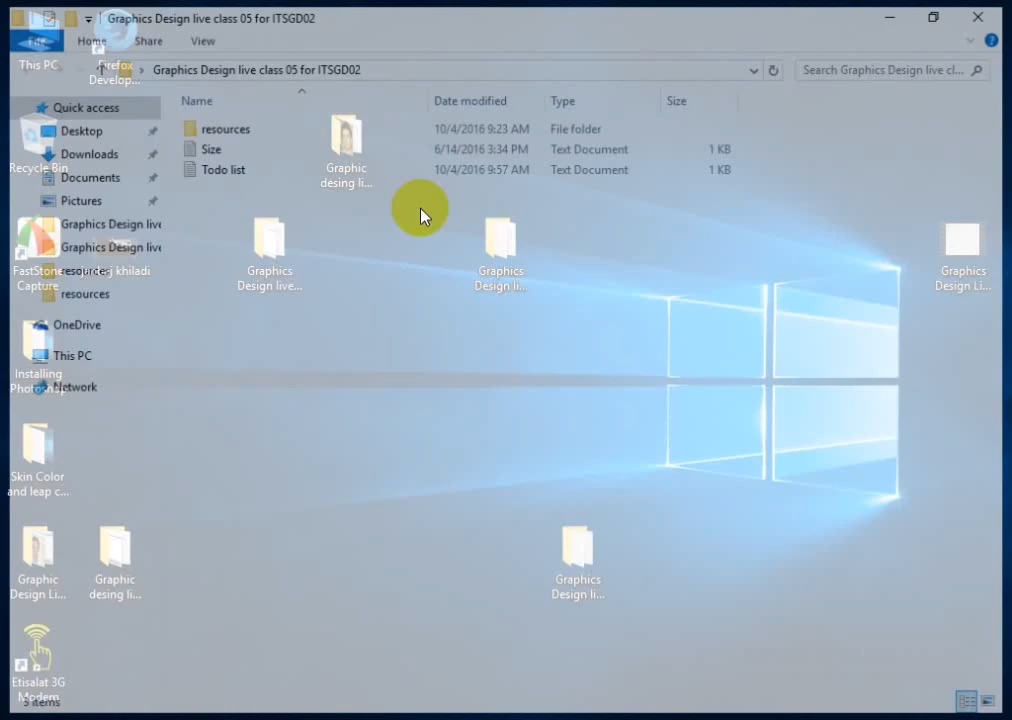 Graphics Design live class 05 for ITSGD02
File
Home
Share
View
This PC
Firefox
Develop...
Graphics Design live class 05 for ITSGD02
Search Graphics Design live cl...
Quick access
Name
Date modified
Type
Size
Desktop
resources
10/4/2016 9:23 AM
File folder
Downloads
Size
6/14/2016 3:34 PM
Text Document
1 KB
Recycle Bin
Documents
Todo list
10/4/2016 9:57 AM
Text Document
1 KB
Graphic
desing li...
Pictures
Graphics Design live
Graphics Design live
FastStone
Capture
resources
khiladi
resources
Graphics
Design live...
Graphics
Design li...
Graphics
Design Li...
OneDrive
This PC
Installing
Network
Skin Color
and leap c...
Graphic
Design Li...
Graphic
desing li...
Graphics
Design li...
Etisalat 3G
Modem
items